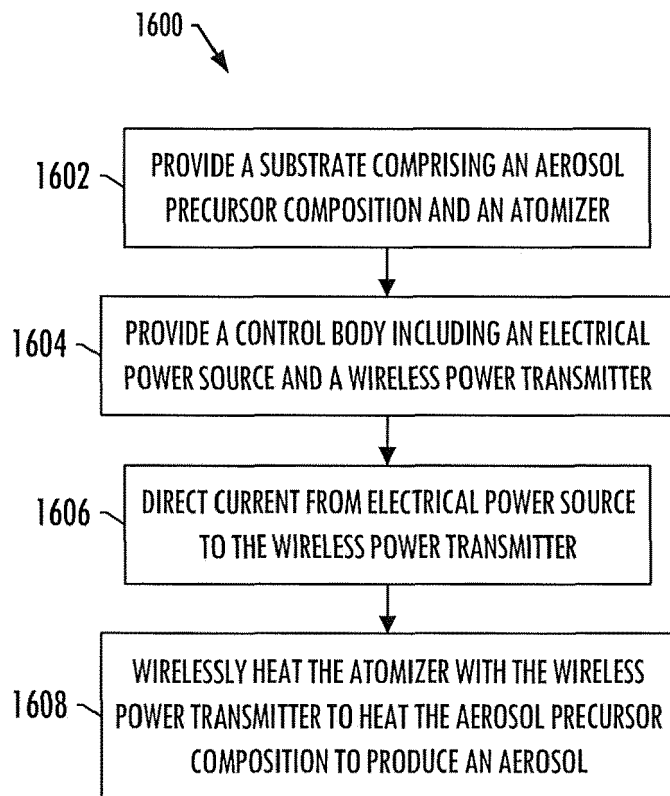 1600
1602
PROVIDE A SUBSTRATE COMPRISING AN AEROSOL
PRECURSOR COMPOSITION AND AN ATOMIZER
1604
PROVIDE A CONTROL BODY INCLUDING AN ELECTRICAL
POWER SOURCE AND A WIRELESS POWER TRANSMITTER
1606
DIRECT CURRENT FROM ELECTRICAL POWER SOURCE
TO THE WIRELESS POWER TRANSMITTER
1608
WIRELESSLY HEAT THE ATOMIZER WITH THE WIRELESS
POWER TRANSMITTER TO HEAT THE AEROSOL PRECURSOR
COMPOSITION TO PRODUCE AN AEROSOL